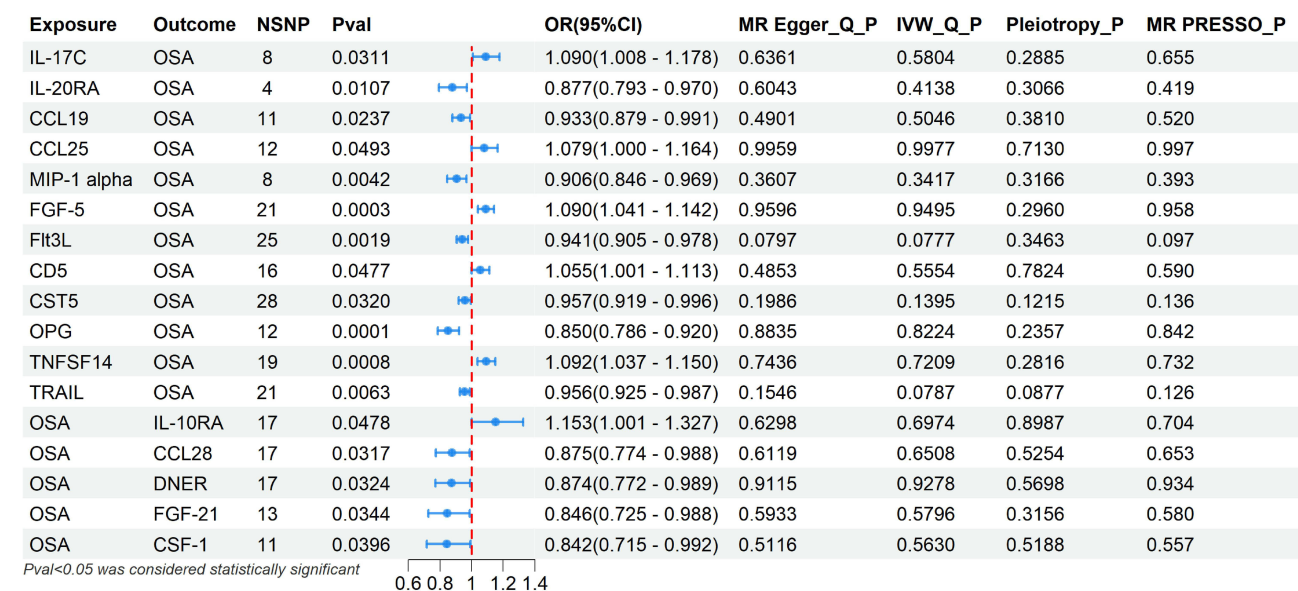 Exposure Outcome NSNP Pval OR(95%CI) MR Egger_Q_P IVW_Q_P Pleiotropy_P MR PRESSO_P
IL-17C OSA 8 0.0311 1.090(1.008 - 1.178) 0.6361 0.5804 0.2885 0.655
IL-20RA OSA 4 0.0107 0.877(0.793 - 0.970) 0.6043 0.4138 0.3066 0.419
CCL19 OSA 11 0.0237 0.933(0.879 - 0.991) 0.4901 0.5046 0.3810 0.520
CCL25 OSA 12 0.0493 1.079(1.000 - 1.164) 0.9959 0.9977 0.7130 0.997
MIP-1 alpha OSA 8 0.0042 0.906(0.846 - 0.969) 0.3607 0.3417 0.3166 0.393
FGF-5 OSA 21 0.0003 1.090(1.041 - 1.142) 0.9596 0.9495 0.2960 0.958
Flt3L OSA 25 0.0019 0.941(0.905 - 0.978) 0.0797 0.0777 0.3463 0.097
CD5 OSA 16 0.0477 1.055(1.001 - 1.113) 0.4853 0.5554 0.7824 0.590
CST5 OSA 28 0.0320 0.957(0.919 - 0.996) 0.1986 0.1395 0.1215 0.136
OPG OSA 12 0.0001 0.850(0.786 - 0.920) 0.8835 0.8224 0.2357 0.842
TNFSF14 OSA 19 0.0008 1.092(1.037 - 1.150) 0.7436 0.7209 0.2816 0.732
TRAIL OSA 21 0.0063 0.956(0.925 - 0.987) 0.1546 0.0787 0.0877 0.126
OSA IL-10RA 17 0.0478 1.153(1.001 - 1.327) 0.6298 0.6974 0.8987 0.704
OSA CCL28 17 0.0317 0.875(0.774 - 0.988) 0.6119 0.6508 0.5254 0.653
OSA DNER 17 0.0324 0.874(0.772 - 0.989) 0.9115 0.9278 0.5698 0.934
OSA FGF-21 13 0.0344 0.846(0.725 - 0.988) 0.5933 0.5796 0.3156 0.580
OSA CSF-1 11 0.0396 0.842(0.715 - 0.992) 0.5116 0.5630 0.5188 0.557
Pval<0.05 was considered statistically significant
0.6 0.8 1 1.2 1.4